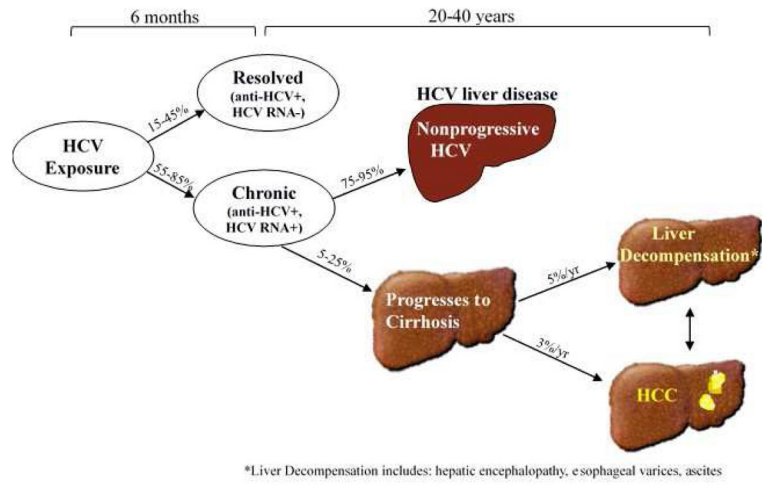 6 months
20-40 years
Resolved
(anti-HCV+,
HCV RNA-)
15-45%
HCV
Exposure
55-85%
Chronic
(anti-HCV+,
HCV RNA+)
75-95%
HCV liver disease
Nonprogressive
HCV
5-25%
Progresses to
Cirrhosis
5%/yr
Liver
Decompensation*
3%/yr
HCC
*Liver Decompensation includes: hepatic encephalopathy, esophageal varices, ascites